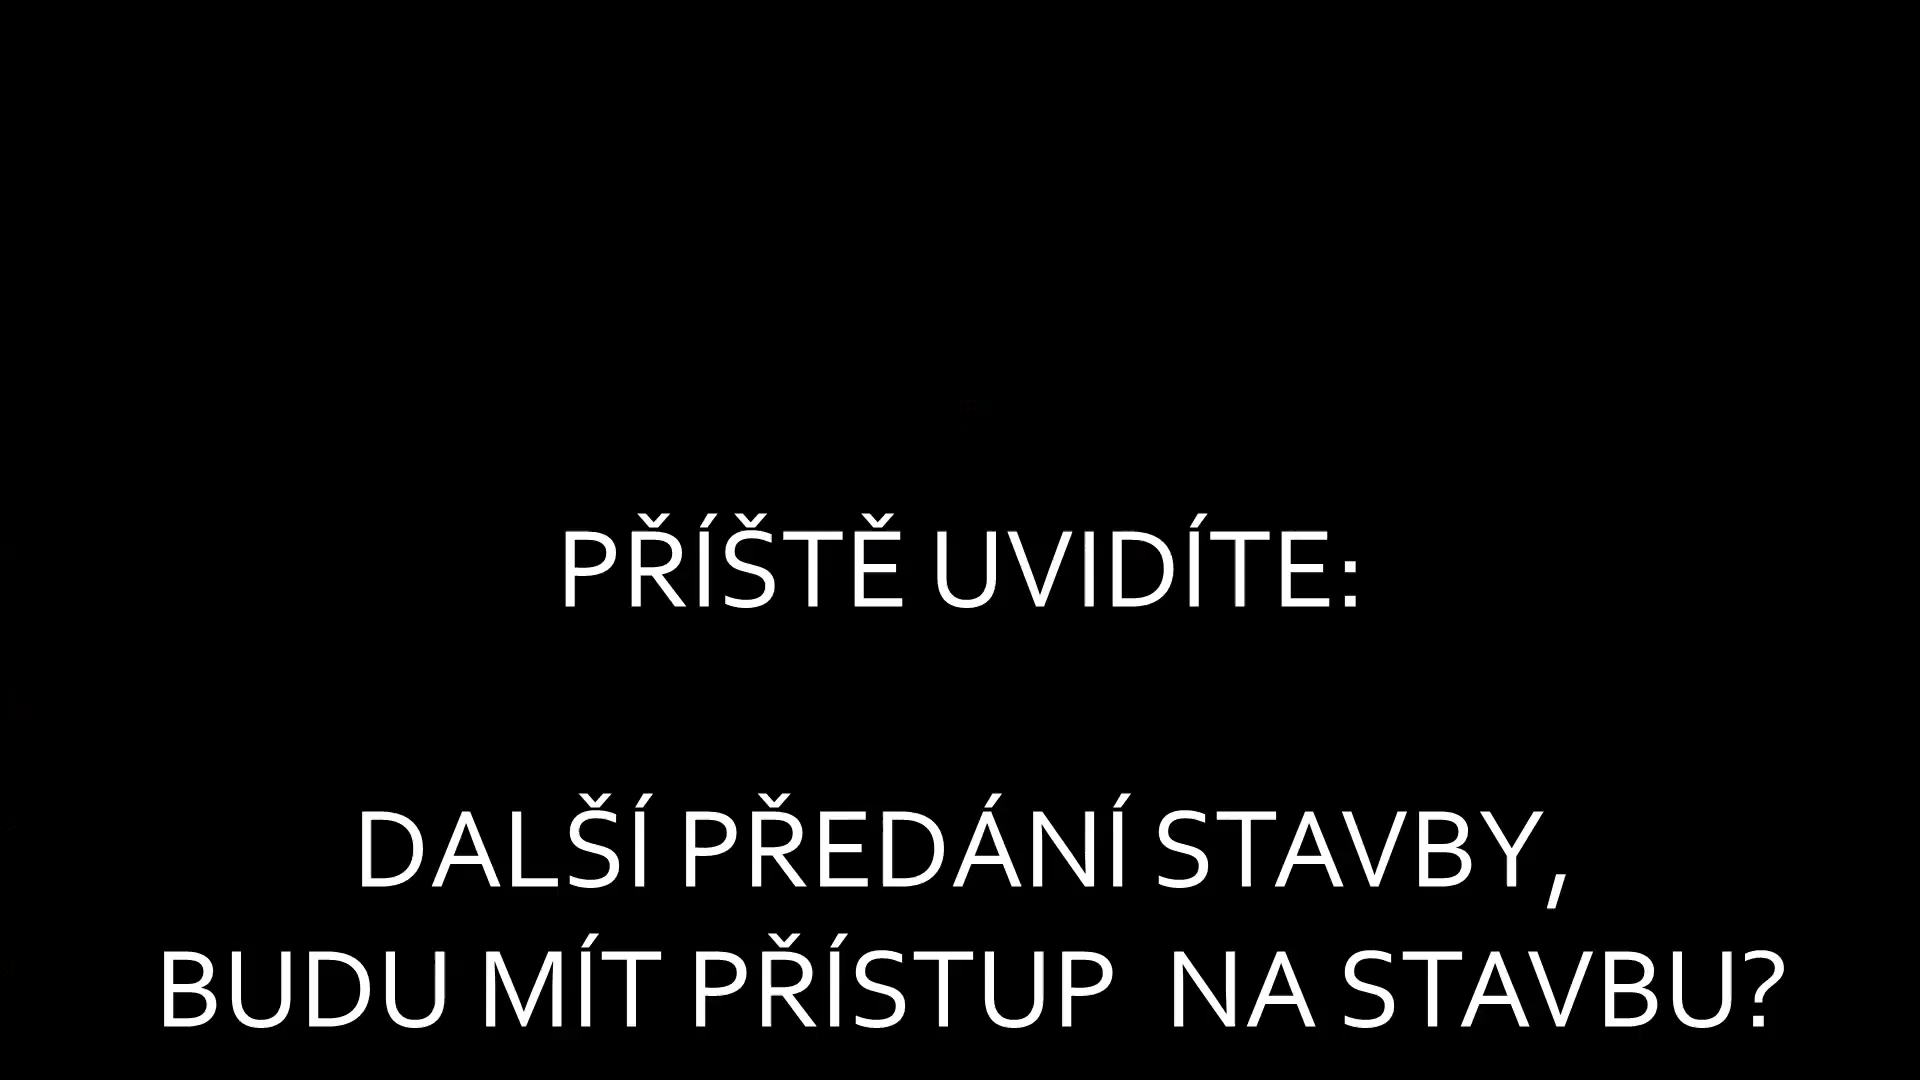 PŘÍŠTĚ UVIDÍTE:
DALŠÍ PŘEDÁNÍ STAVBY,
BUDU MÍT PŘÍSTUP  NA STAVBU?